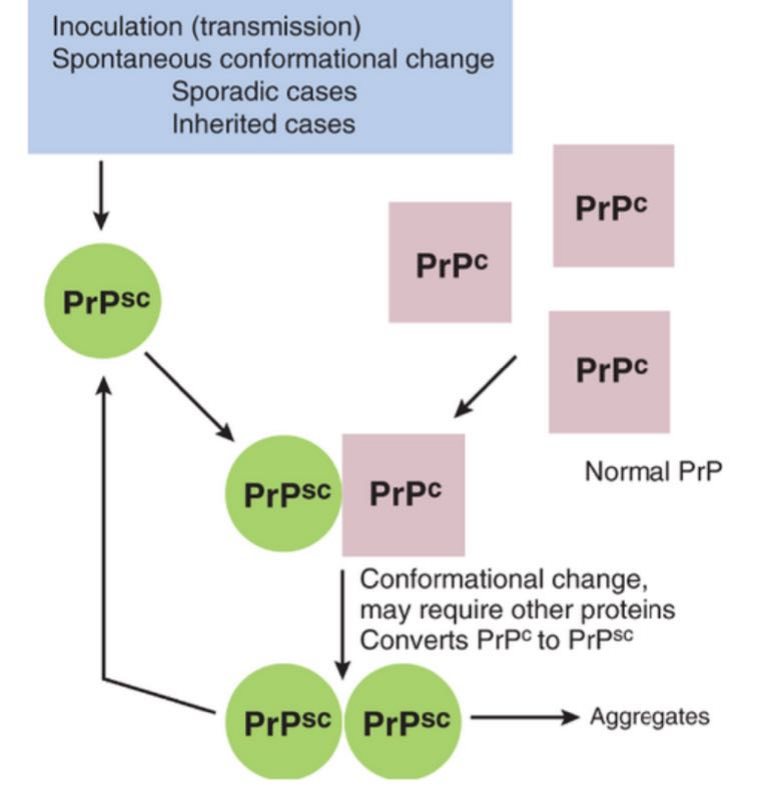 Inoculation (transmission)
Spontaneous conformational change
Sporadic cases
Inherited cases
PrPᶜ
PrPᶜ
PrPˢᶜ
PrPᶜ
Normal PrP
PrPˢᶜ
PrPᶜ
Conformational change,
may require other proteins
Converts PrPᶜ to PrPˢᶜ
PrPˢᶜ
PrPˢᶜ
Aggregates